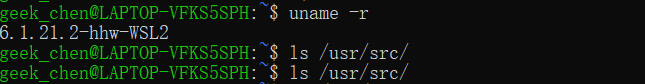 geek_chen@LAPTOP-VFKS5SPH:~$ uname -r
6.1.21.2-hhw-WSL2
geek_chen@LAPTOP-VFKS5SPH:~$ ls /usr/src/
geek_chen@LAPTOP-VFKS5SPH:~$ ls /usr/src/